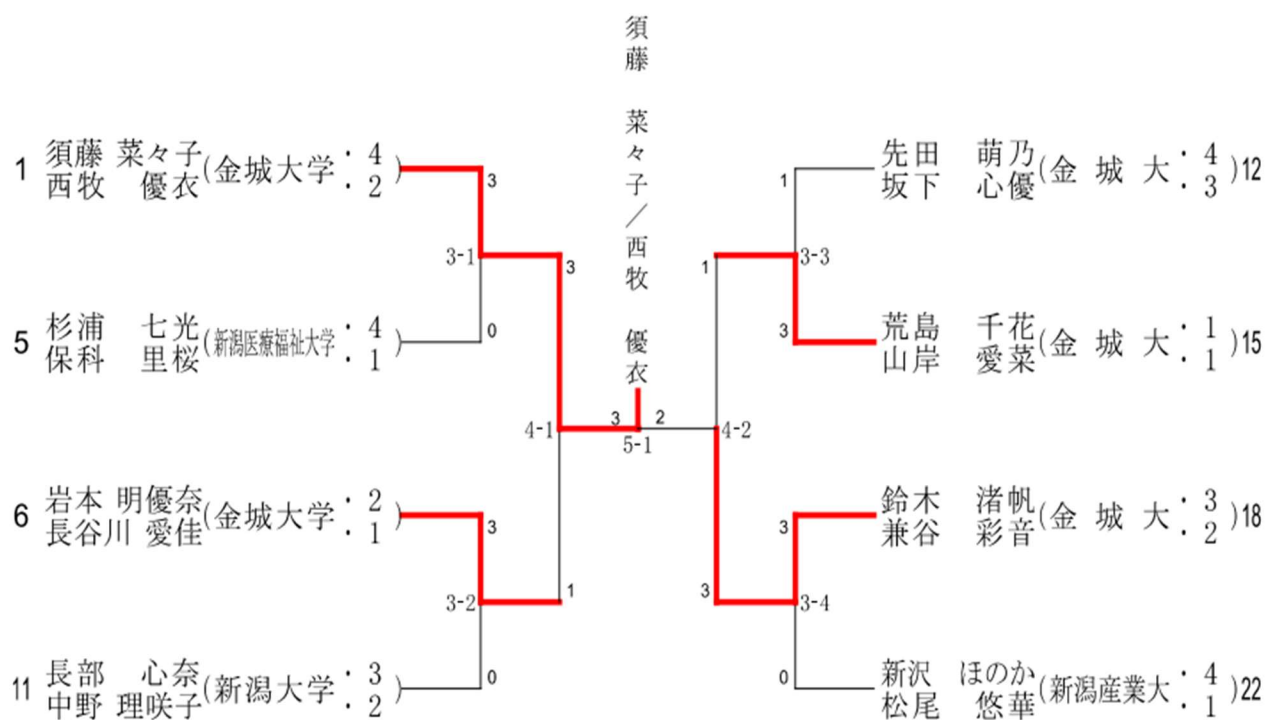 須藤 菜々子／西牧 優衣
1 須藤 菜々子(金城大学・4)
西牧 優衣 ・2
3
3-1
3
0
5 杉浦 七光(新潟医療福祉大学・4)
保科 里桜 ・1
4-1
3
5-1
2
6 岩本 明優奈(金城大学・2)
長谷川 愛佳 ・1
3
3-2
1
0
11 長部 心奈(新潟大学・3)
中野 理咲子 ・2
先田 萌乃(金城大・4)12
坂下 心優 ・3
1
1
3-3
3
荒島 千花(金城大・1)15
山岸 愛菜 ・1
4-2
鈴木 渚帆(金城大・3)18
兼谷 彩音 ・2
3
3
3-4
0
新沢 ほのか(新潟産業大・4)22
松尾 悠華 ・1